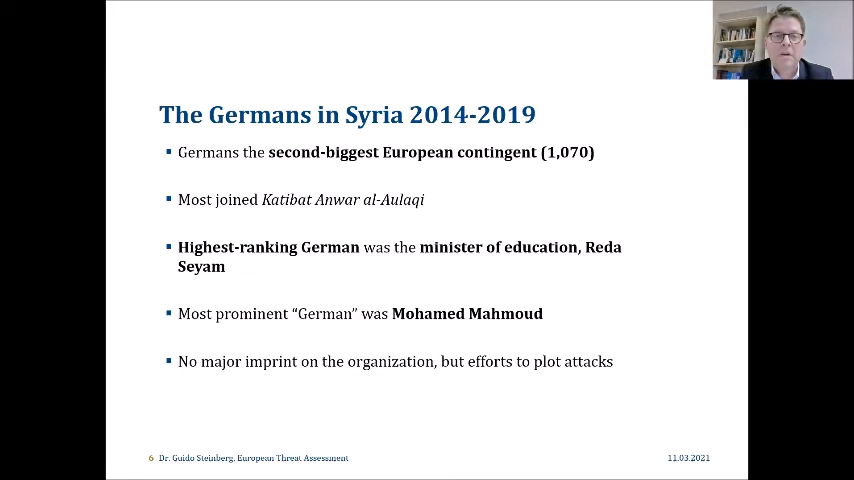 The Germans in Syria 2014-2019
▪ Germans the second-biggest European contingent (1,070)
▪ Most joined Katibat Anwar al-Aulaqi
▪ Highest-ranking German was the minister of education, Reda
Seyam
▪ Most prominent “German” was Mohamed Mahmoud
▪ No major imprint on the organization, but efforts to plot attacks
6 Dr. Guido Steinberg, European Threat Assessment 11.03.2021